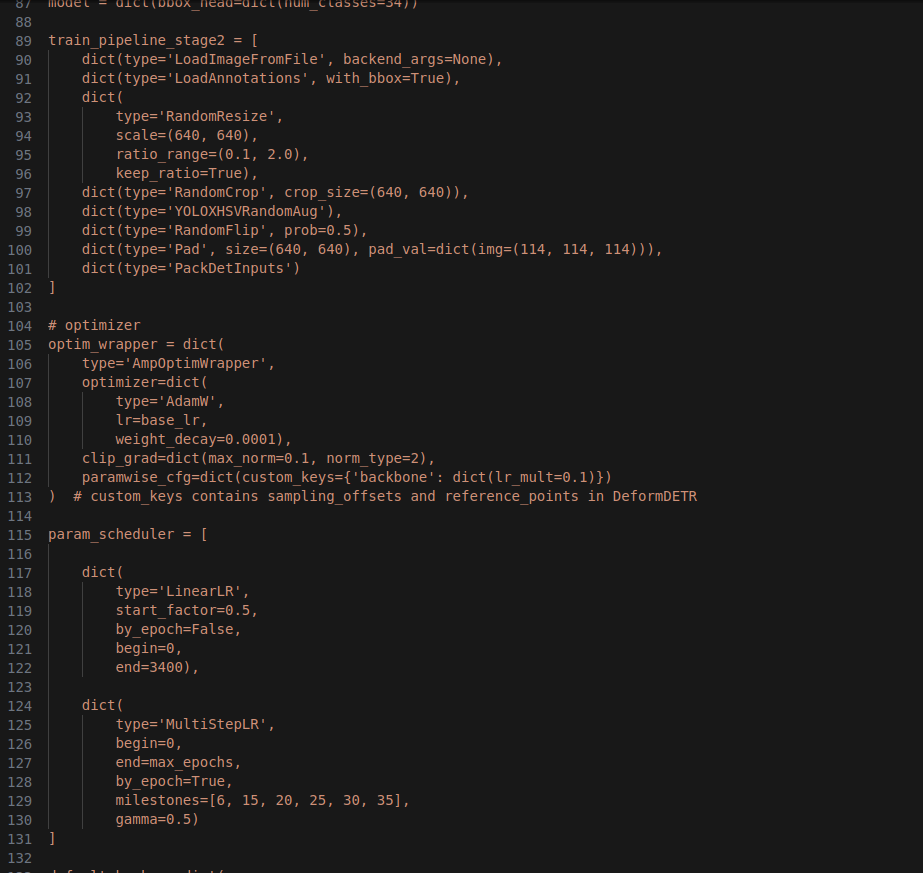 87 model = dict(bbox_head=dict(num_classes=34))
88
89 train_pipeline_stage2 = [
90     dict(type='LoadImageFromFile', backend_args=None),
91     dict(type='LoadAnnotations', with_bbox=True),
92     dict(
93         type='RandomResize',
94         scale=(640, 640),
95         ratio_range=(0.1, 2.0),
96         keep_ratio=True),
97     dict(type='RandomCrop', crop_size=(640, 640)),
98     dict(type='YOLOXHSVRandomAug'),
99     dict(type='RandomFlip', prob=0.5),
100     dict(type='Pad', size=(640, 640), pad_val=dict(img=(114, 114, 114))),
101     dict(type='PackDetInputs')
102 ]
103
104 # optimizer
105 optim_wrapper = dict(
106     type='AmpOptimWrapper',
107     optimizer=dict(
108         type='AdamW',
109         lr=base_lr,
110         weight_decay=0.0001),
111     clip_grad=dict(max_norm=0.1, norm_type=2),
112     paramwise_cfg=dict(custom_keys={'backbone': dict(lr_mult=0.1)})
113 )  # custom_keys contains sampling_offsets and reference_points in DeformDETR
114
115 param_scheduler = [
116
117     dict(
118         type='LinearLR',
119         start_factor=0.5,
120         by_epoch=False,
121         begin=0,
122         end=3400),
123
124     dict(
125         type='MultiStepLR',
126         begin=0,
127         end=max_epochs,
128         by_epoch=True,
129         milestones=[6, 15, 20, 25, 30, 35],
130         gamma=0.5)
131 ]
132